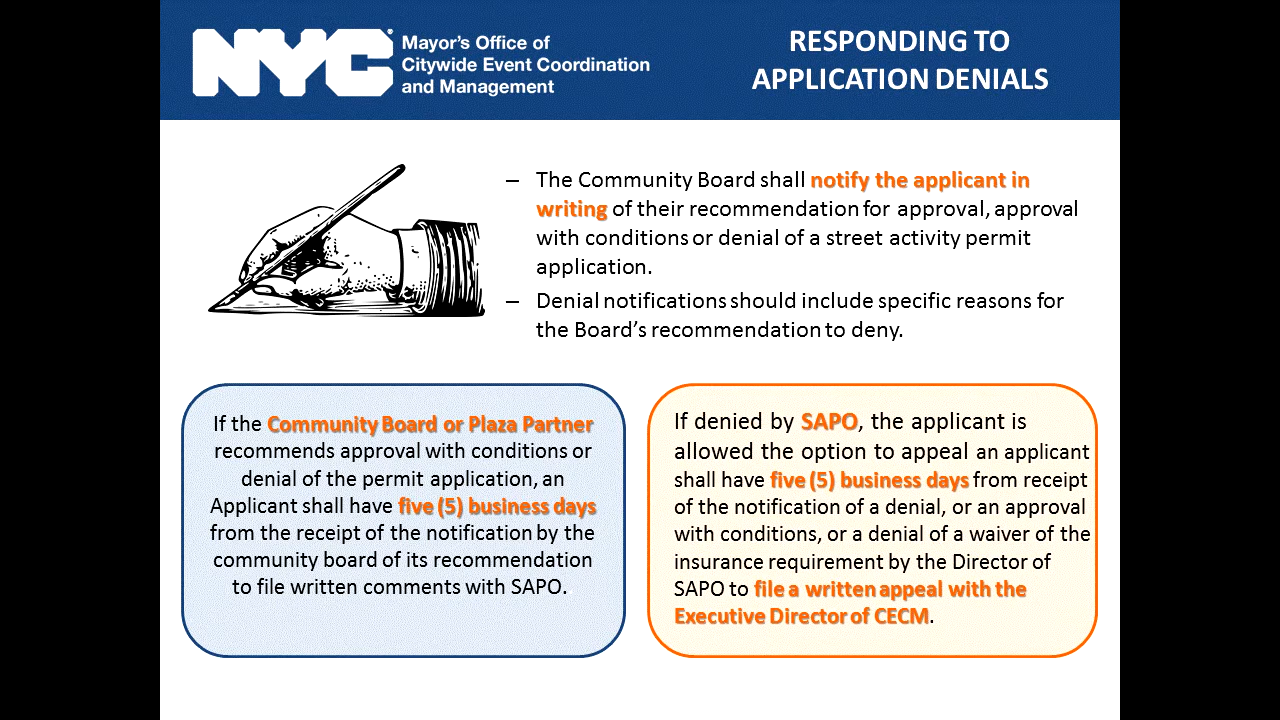 NYC
Mayor's Office of
Citywide Event Coordination
and Management
RESPONDING TO
APPLICATION DENIALS
– The Community Board shall notify the applicant in
writing of their recommendation for approval, approval
with conditions or denial of a street activity permit
application.
– Denial notifications should include specific reasons for
the Board's recommendation to deny.
If the Community Board or Plaza Partner
recommends approval with conditions or
denial of the permit application, an
Applicant shall have five (5) business days
from the receipt of the notification by the
community board of its recommendation
to file written comments with SAPO.
If denied by SAPO, the applicant is
allowed the option to appeal an applicant
shall have five (5) business days from receipt
of the notification of a denial, or an approval
with conditions, or a denial of a waiver of the
insurance requirement by the Director of
SAPO to file a written appeal with the
Executive Director of CECM.